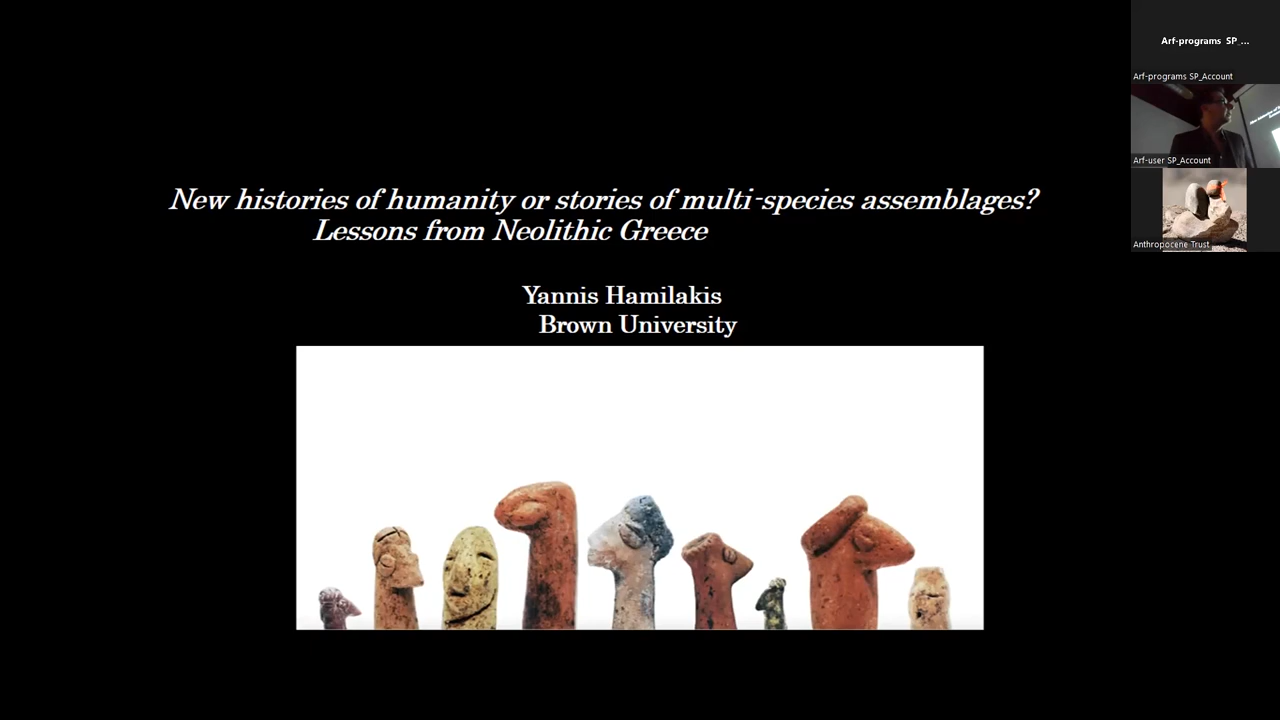 New histories of humanity or stories of multi-species assemblages?
Lessons from Neolithic Greece
Yannis Hamilakis
Brown University
Arf-programs SP_...
Arf-programs SP_Account
Arf-user SP_Account
Anthropocene Trust